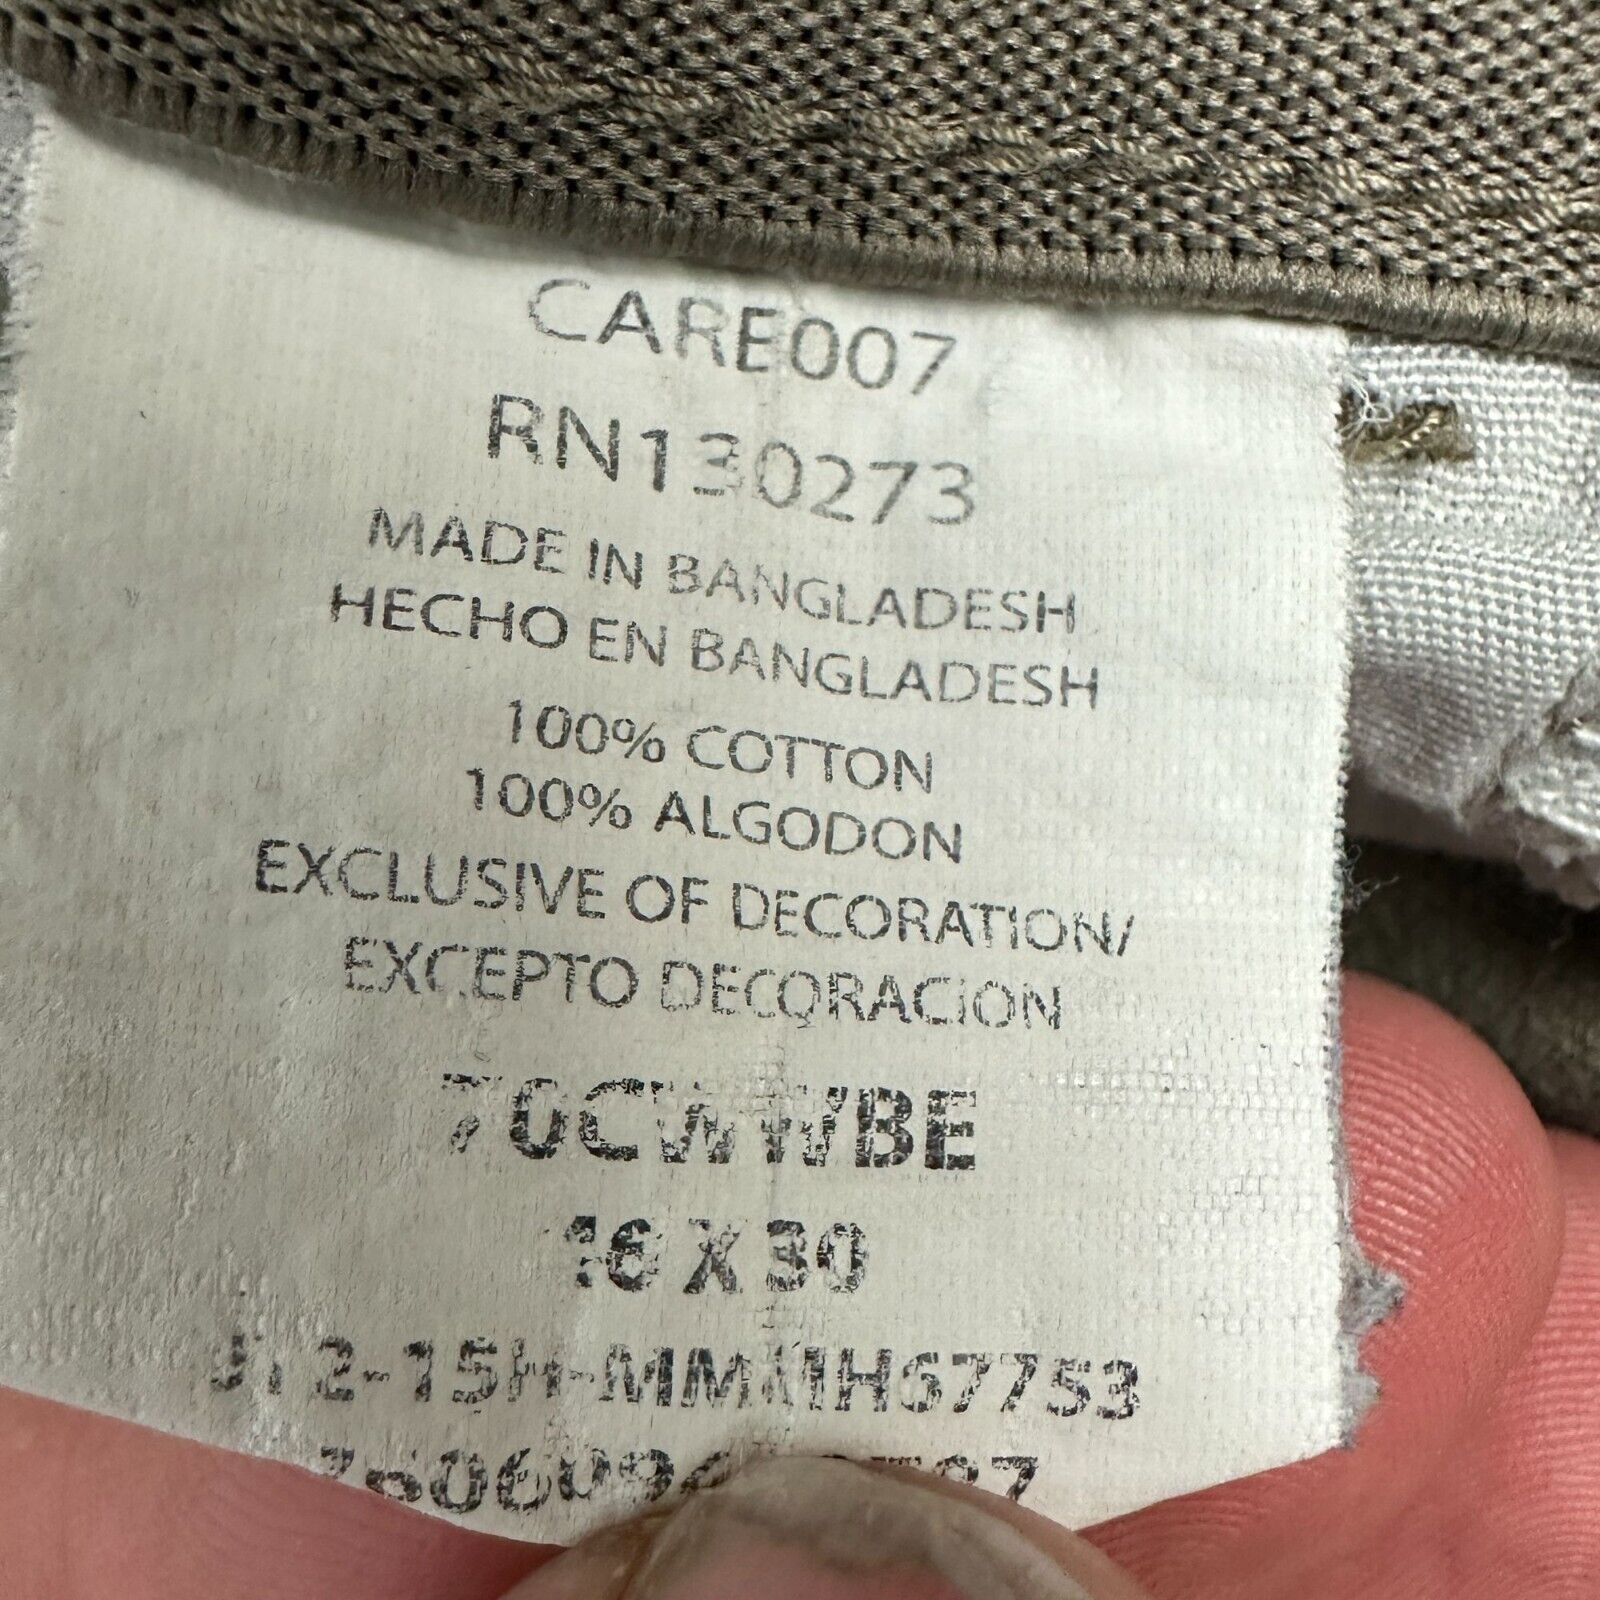 CARE007
RN130273
MADE IN BANGLADESH
HECHO EN BANGLADESH
100% COTTON
100% ALGODON
EXCLUSIVE OF DECORATION/
EXCEPTO DECORACION
70CWWBE
X 30